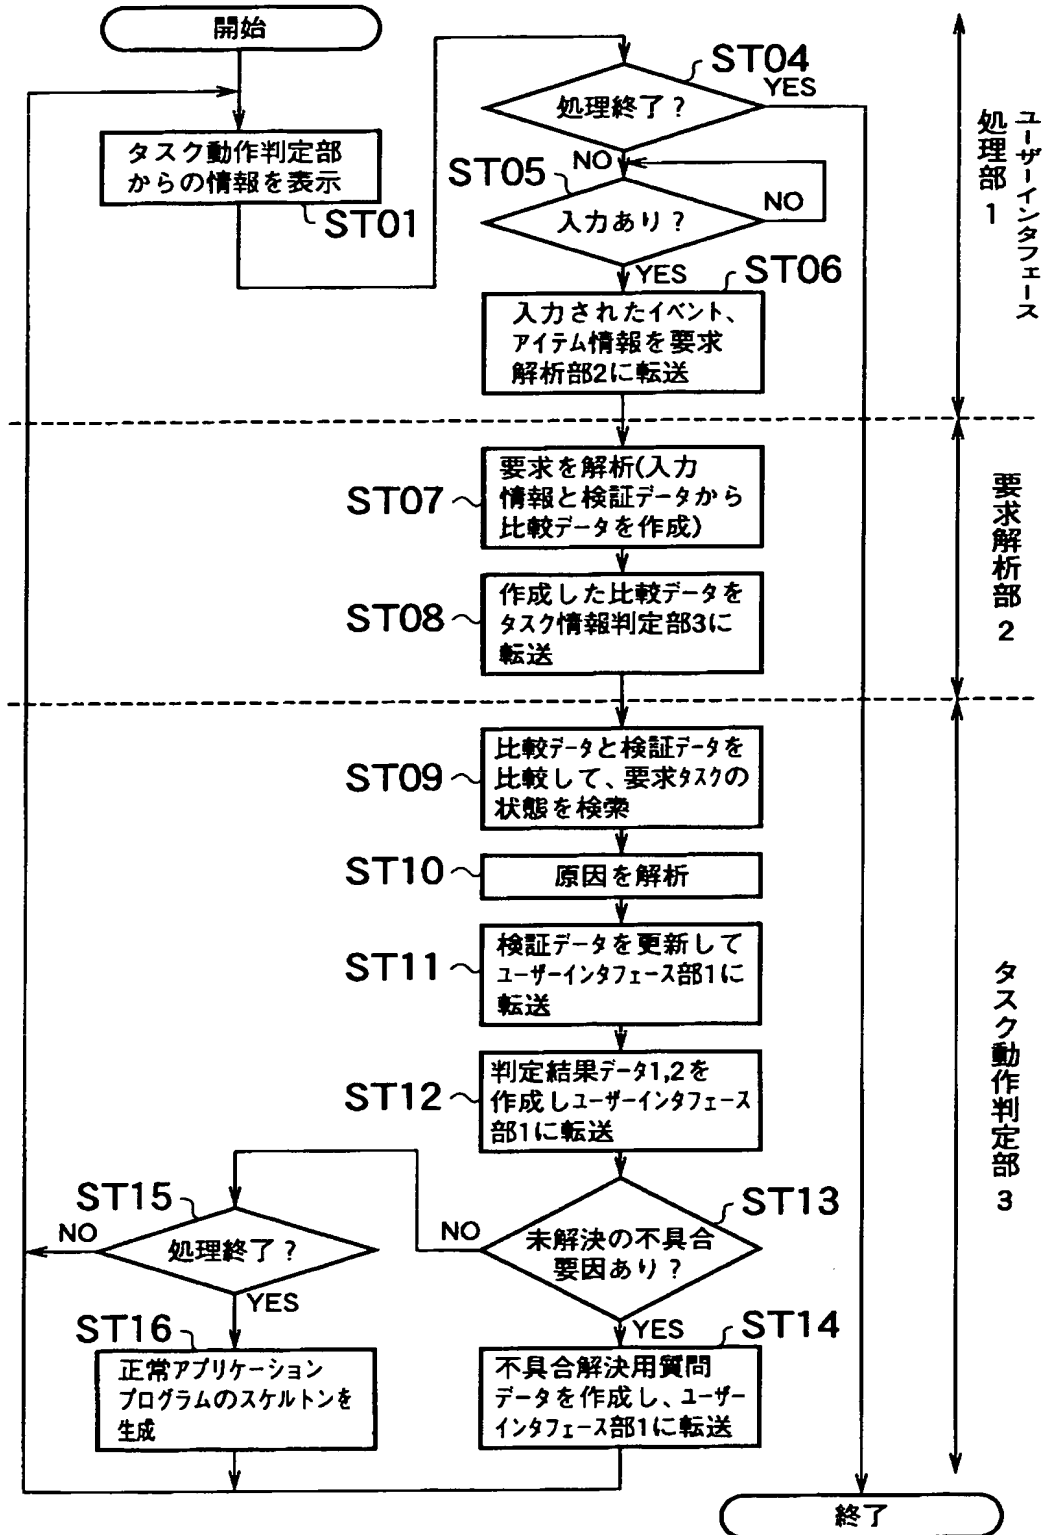 開始
タスク動作判定部
からの情報を表示
ST01
ST04
処理終了?
YES
NO
ST05
入力あり?
NO
YES
ST06
入力されたイベント、
アイテム情報を要求
解析部2に転送
ユーザーインタフェース
処理部 1
ST07
要求を解析(入力
情報と検証データから
比較データを作成)
ST08
作成した比較データを
タスク情報判定部3に
転送
要求解析部 2
ST09
比較データと検証データを
比較して、要求タスクの
状態を検索
ST10
原因を解析
ST11
検証データを更新して
ユーザーインタフェース部1に
転送
ST12
判定結果データ1,2を
作成しユーザーインタフェース
部1に転送
ST13
未解決の不具合
要因あり?
NO
YES
ST14
不具合解決用質問
データを作成し、ユーザー
インタフェース部1に転送
ST15
処理終了?
NO
YES
ST16
正常アプリケーション
プログラムのスケルトンを
生成
タスク動作判定部 3
終了